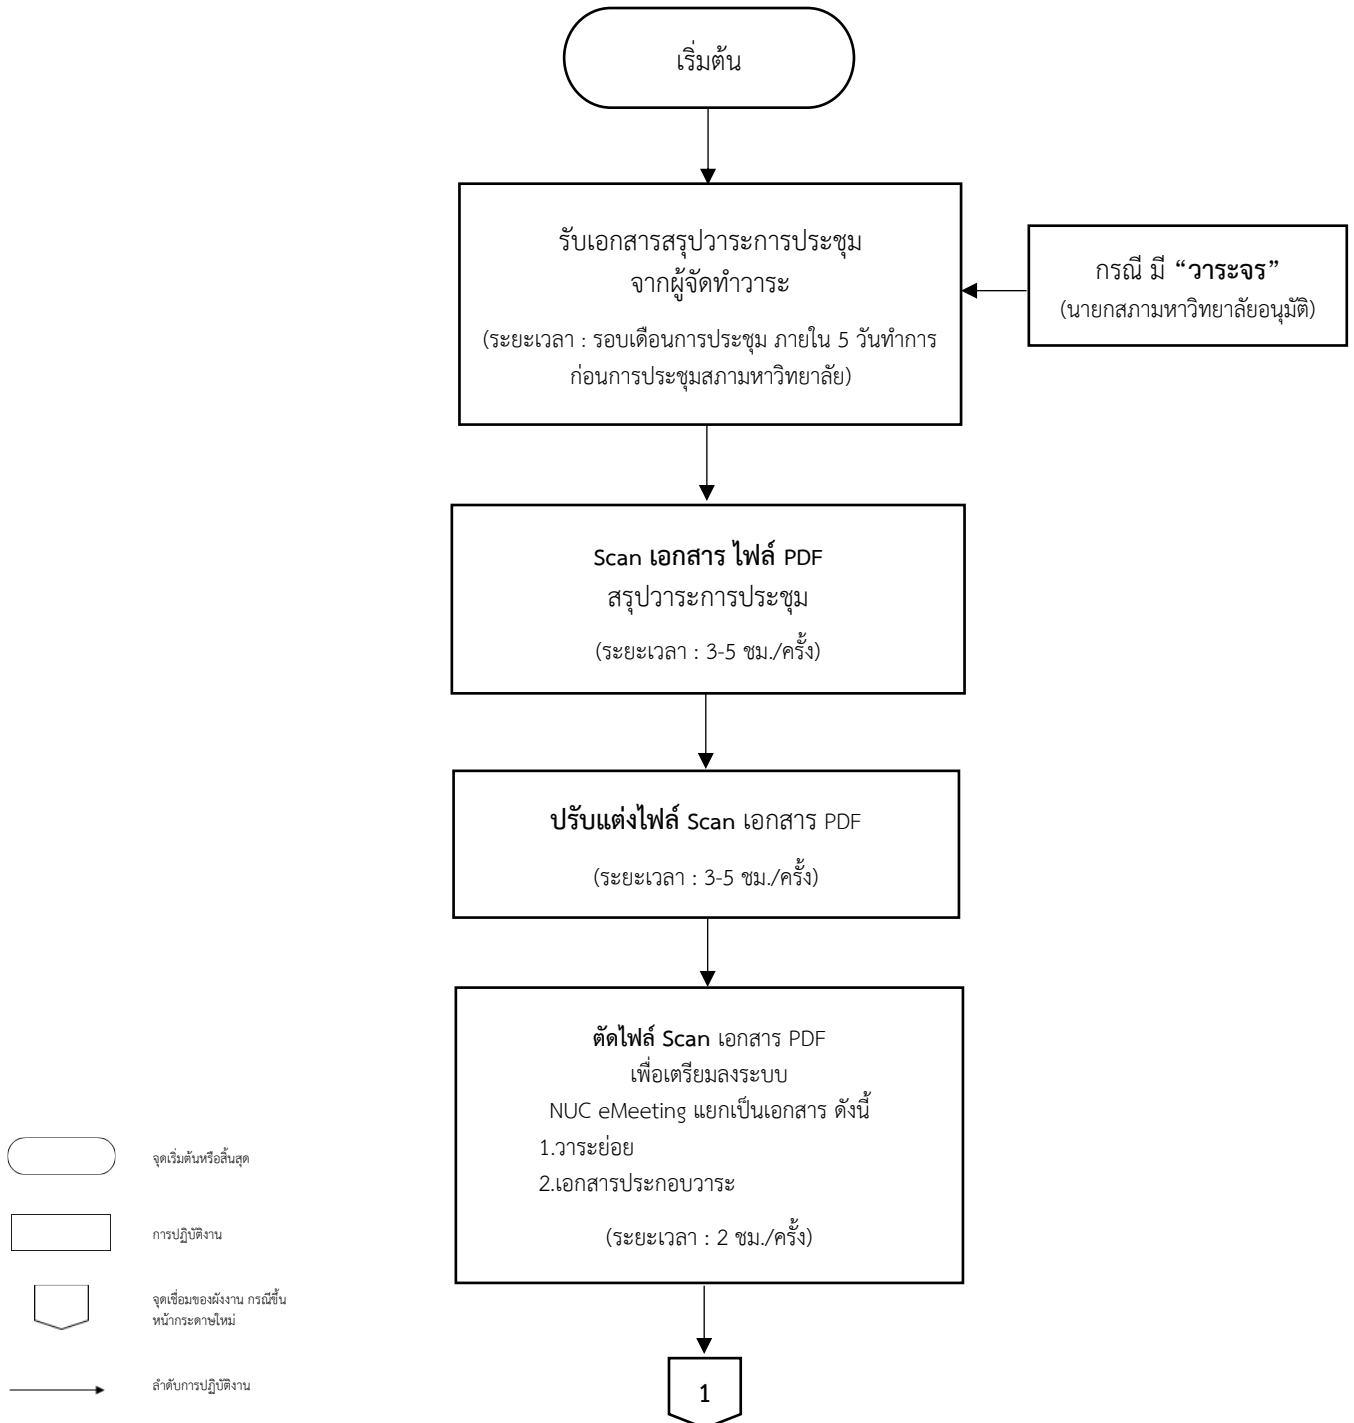 เริ่มต้น
รับเอกสารสรุปวาระการประชุม
จากผู้จัดทำวาระ
(ระยะเวลา : รอบเดือนการประชุม ภายใน 5 วันทำการ
ก่อนการประชุมสภามหาวิทยาลัย)
กรณี มี “วาระจร”
(นายกสภามหาวิทยาลัยอนุมัติ)
Scan เอกสาร ไฟล์ PDF
สรุปวาระการประชุม
(ระยะเวลา : 3-5 ชม./ครั้ง)
ปรับแต่งไฟล์ Scan เอกสาร PDF
(ระยะเวลา : 3-5 ชม./ครั้ง)
ตัดไฟล์ Scan เอกสาร PDF
เพื่อเตรียมลงระบบ
NUC eMeeting แยกเป็นเอกสาร ดังนี้
1.วาระย่อย
2.เอกสารประกอบวาระ
(ระยะเวลา : 2 ชม./ครั้ง)
1
จุดเริ่มต้นหรือสิ้นสุด
การปฏิบัติงาน
จุดเชื่อมของผังงาน กรณีขึ้น
หน้ากระดาษใหม่
ลำดับการปฏิบัติงาน